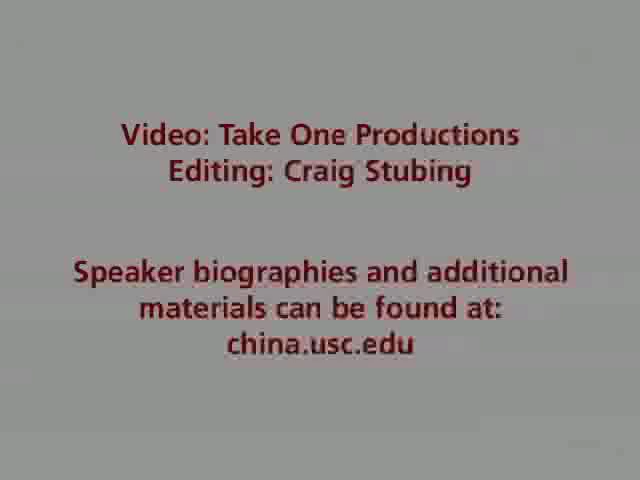 Video: Take One Productions
Editing: Craig Stubing
Speaker biographies and additional
materials can be found at:
china.usc.edu